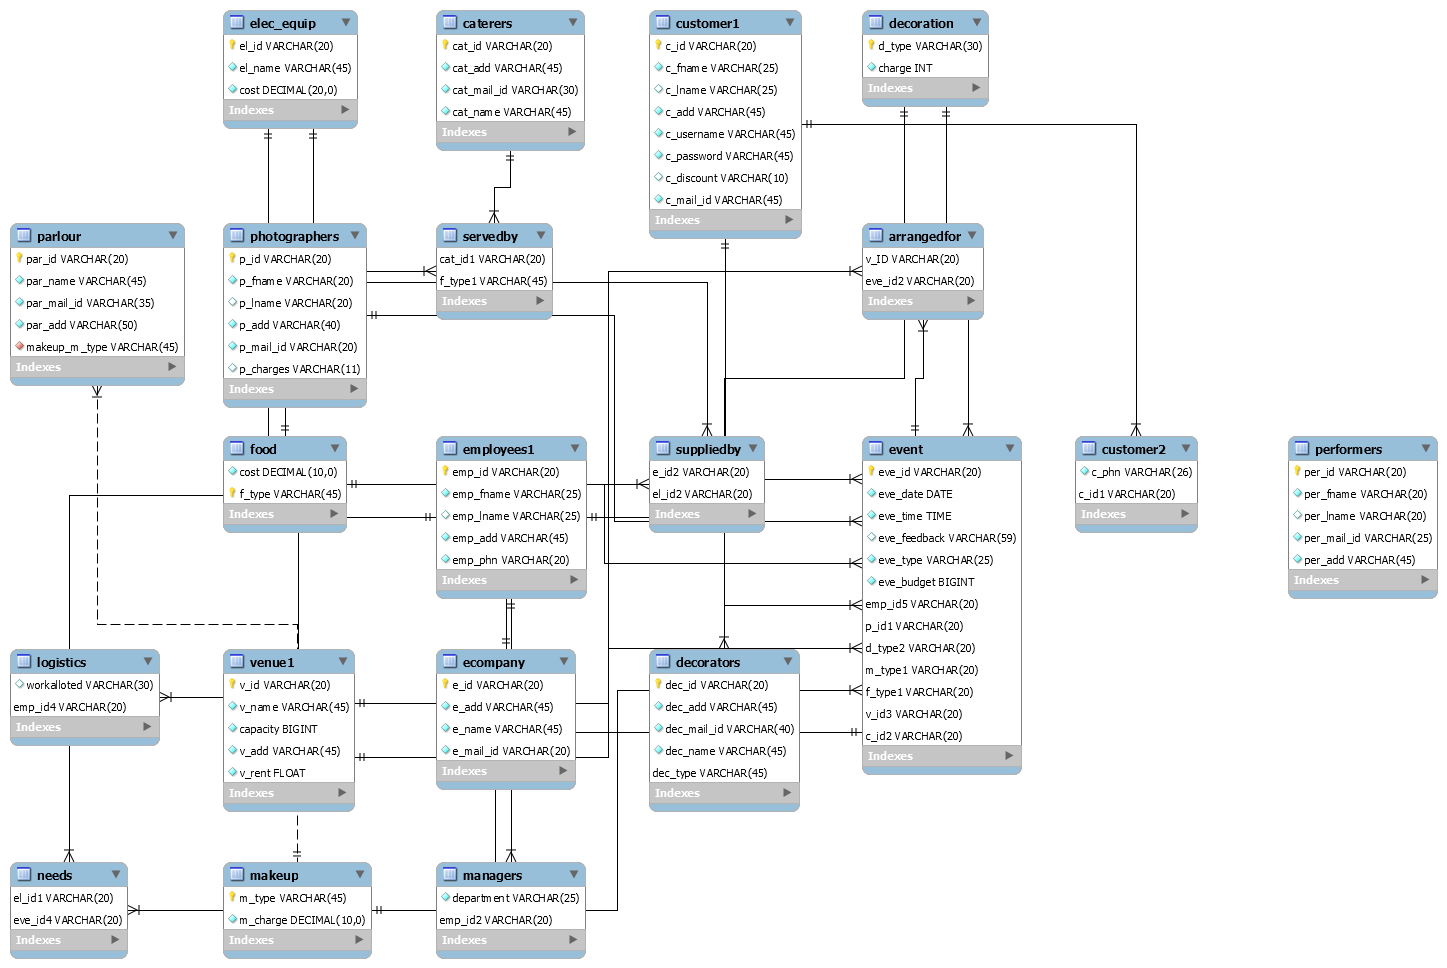 elec_equip
el_id VARCHAR(20)
el_name VARCHAR(45)
cost DECIMAL(20,0)
Indexes
caterers
cat_id VARCHAR(20)
cat_add VARCHAR(45)
cat_mail_id VARCHAR(30)
cat_name VARCHAR(45)
Indexes
customer1
c_id VARCHAR(20)
c_fname VARCHAR(25)
c_lname VARCHAR(25)
c_add VARCHAR(45)
c_username VARCHAR(45)
c_password VARCHAR(45)
c_discount VARCHAR(10)
c_mail_id VARCHAR(45)
Indexes
decoration
d_type VARCHAR(30)
charge INT
Indexes
parlour
par_id VARCHAR(20)
par_name VARCHAR(45)
par_mail_id VARCHAR(35)
par_add VARCHAR(50)
makeup_m_type VARCHAR(45)
Indexes
photographers
p_id VARCHAR(20)
p_fname VARCHAR(20)
p_lname VARCHAR(20)
p_add VARCHAR(40)
p_mail_id VARCHAR(20)
p_charges VARCHAR(11)
Indexes
servedby
cat_id1 VARCHAR(20)
f_type1 VARCHAR(45)
Indexes
arrangedfor
v_ID VARCHAR(20)
eve_id2 VARCHAR(20)
Indexes
food
cost DECIMAL(10,0)
f_type VARCHAR(45)
Indexes
employees1
emp_id VARCHAR(20)
emp_fname VARCHAR(25)
emp_lname VARCHAR(25)
emp_add VARCHAR(45)
emp_phn VARCHAR(20)
Indexes
suppliedby
e_id2 VARCHAR(20)
el_id2 VARCHAR(20)
Indexes
event
eve_id VARCHAR(20)
eve_date DATE
eve_time TIME
eve_feedback VARCHAR(59)
eve_type VARCHAR(25)
eve_budget BIGINT
emp_id5 VARCHAR(20)
p_id1 VARCHAR(20)
d_type2 VARCHAR(20)
m_type1 VARCHAR(20)
f_type1 VARCHAR(20)
v_id3 VARCHAR(20)
c_id2 VARCHAR(20)
Indexes
customer2
c_phn VARCHAR(26)
c_id1 VARCHAR(20)
Indexes
performers
per_id VARCHAR(20)
per_fname VARCHAR(20)
per_lname VARCHAR(20)
per_mail_id VARCHAR(25)
per_add VARCHAR(45)
Indexes
logistics
workalloted VARCHAR(30)
emp_id4 VARCHAR(20)
Indexes
venue1
v_id VARCHAR(20)
v_name VARCHAR(45)
capacity BIGINT
v_add VARCHAR(45)
v_rent FLOAT
Indexes
ecompany
e_id VARCHAR(20)
e_add VARCHAR(45)
e_name VARCHAR(45)
e_mail_id VARCHAR(20)
Indexes
decorators
dec_id VARCHAR(20)
dec_add VARCHAR(45)
dec_mail_id VARCHAR(40)
dec_name VARCHAR(45)
dec_type VARCHAR(45)
Indexes
needs
el_id1 VARCHAR(20)
eve_id4 VARCHAR(20)
Indexes
makeup
m_type VARCHAR(45)
m_charge DECIMAL(10,0)
Indexes
managers
department VARCHAR(25)
emp_id2 VARCHAR(20)
Indexes